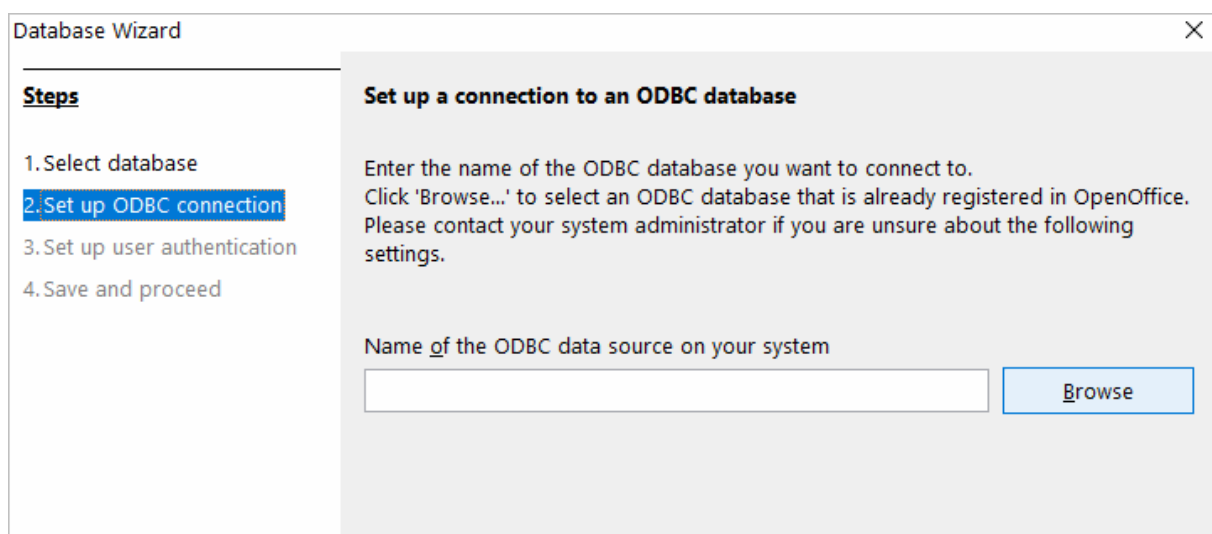 Database Wizard
Steps
1. Select database
2. Set up ODBC connection
3. Set up user authentication
4. Save and proceed
Set up a connection to an ODBC database
Enter the name of the ODBC database you want to connect to.
Click 'Browse...' to select an ODBC database that is already registered in OpenOffice.
Please contact your system administrator if you are unsure about the following
settings.
Name of the ODBC data source on your system
Browse